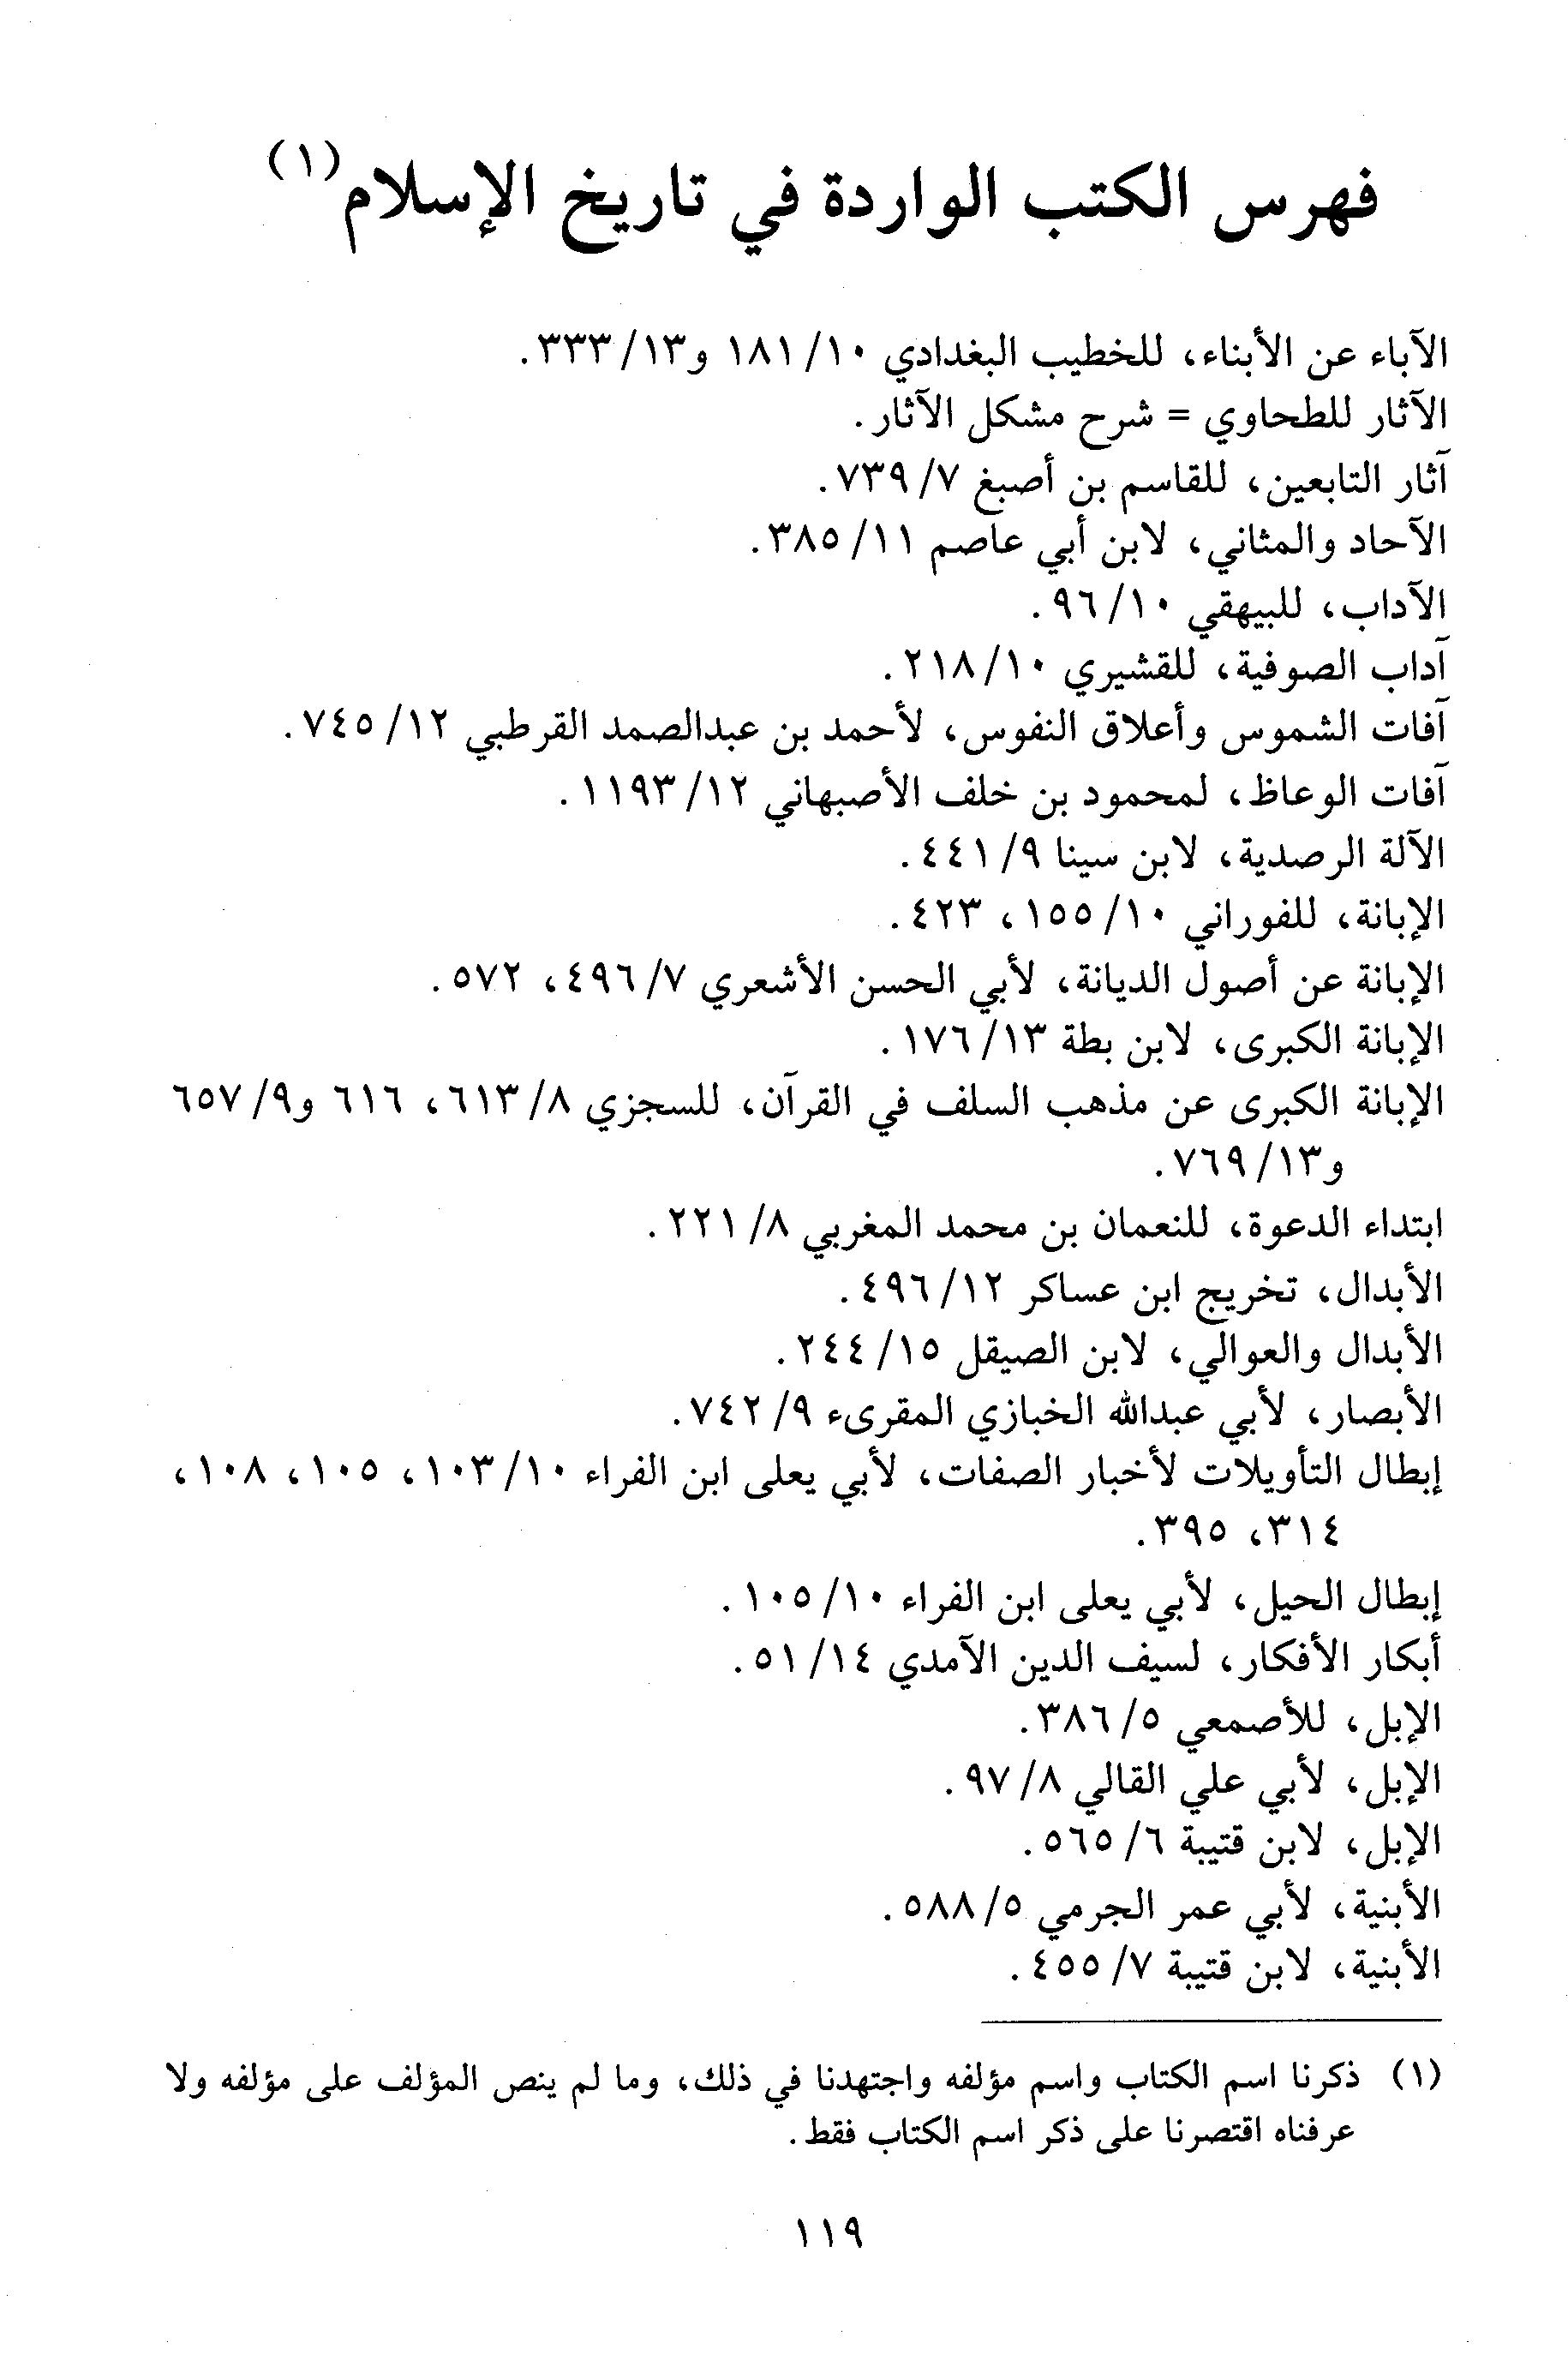 فهرس الكتب الواردة في تاريخ الإسلام(١)
الآباء عن الأبناء، للخطيب البغدادي ١٠/ ١٨١ و١٣/ ٣٣٣.
الآثار للطحاوي = شرح مشكل الآثار.
آثار التابعين، للقاسم بن أصبغ ٧/ ٧٣٩.
الآحاد والمثاني، لابن أبي عاصم ١١/ ٣٨٥.
الآداب، للبيهقي ١٠/ ٩٦.
آداب الصوفية، للقشيري ١٠/ ٢١٨.
آفات الشموس وأعلاق النفوس، لأحمد بن عبدالصمد القرطبي ١٢/ ٧٤٥.
آفات الوعاظ، لمحمود بن خلف الأصبهاني ١٢/ ١١٩٣.
الآلة الرصدية، لابن سينا ٩/ ٤٤١.
الإبانة، للفوراني ١٠/ ١٥٥، ٤٢٣.
الإبانة عن أصول الديانة، لأبي الحسن الأشعري ٧/ ٤٩٦، ٥٧٢.
الإبانة الكبرى، لابن بطة ١٣/ ١٧٦.
الإبانة الكبرى عن مذهب السلف في القرآن، للسجزي ٨/ ٦١٣، ٦١٦ و٩/ ٦٥٧
و١٣/ ٧٦٩.
ابتداء الدعوة، للنعمان بن محمد المغربي ٨/ ٢٢١.
الأبدال، تخريج ابن عساكر ١٢/ ٤٩٦.
الأبدال والعوالي، لابن الصيقل ١٥/ ٢٤٤.
الأبصار، لأبي عبدالله الخبازي المقرىء ٩/ ٧٤٢.
إبطال التأويلات لأخبار الصفات، لأبي يعلى ابن الفراء ١٠/ ١٠٣، ١٠٥، ١٠٨،
٣١٤، ٣٩٥.
إبطال الحيل، لأبي يعلى ابن الفراء ١٠/ ١٠٥.
أبكار الأفكار، لسيف الدين الآمدي ١٤/ ٥١.
الإبل، للأصمعي ٥/ ٣٨٦.
الإبل، لأبي علي القالي ٨/ ٩٧.
الإبل، لابن قتيبة ٦/ ٥٦٥.
الأبنية، لأبي عمر الجرمي ٥/ ٥٨٨.
الأبنية، لابن قتيبة ٧/ ٤٥٥.
(١) ذكرنا اسم الكتاب واسم مؤلفه واجتهدنا في ذلك، وما لم ينص المؤلف على مؤلفه ولا
عرفناه اقتصرنا على ذكر اسم الكتاب فقط.
١١٩